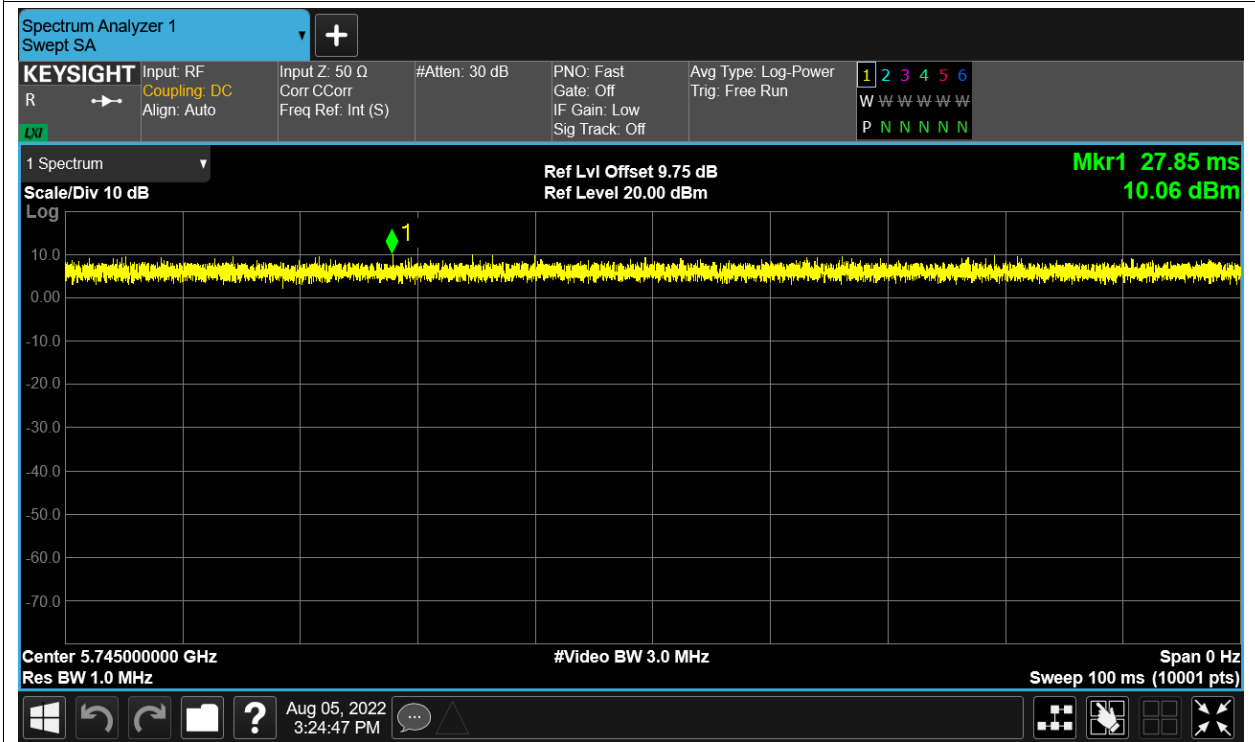 Spectrum Analyzer 1
Swept SA
+
KEYSIGHT
R
LXI
Input: RF
Coupling: DC
Align: Auto
Input Z: 50 Ω
Corr CCorr
Freq Ref: Int (S)
#Atten: 30 dB
PNO: Fast
Gate: Off
IF Gain: Low
Sig Track: Off
Avg Type: Log-Power
Trig: Free Run
1 2 3 4 5 6
W W W W W W
P N N N N N
1 Spectrum
Scale/Div 10 dB
Ref Lvl Offset 9.75 dB
Ref Level 20.00 dBm
Mkr1 27.85 ms
10.06 dBm
Log
1
10.0
0.00
-10.0
-20.0
-30.0
-40.0
-50.0
-60.0
-70.0
Center 5.745000000 GHz
Res BW 1.0 MHz
#Video BW 3.0 MHz
Span 0 Hz
Sweep 100 ms (10001 pts)
?
Aug 05, 2022
3:24:47 PM